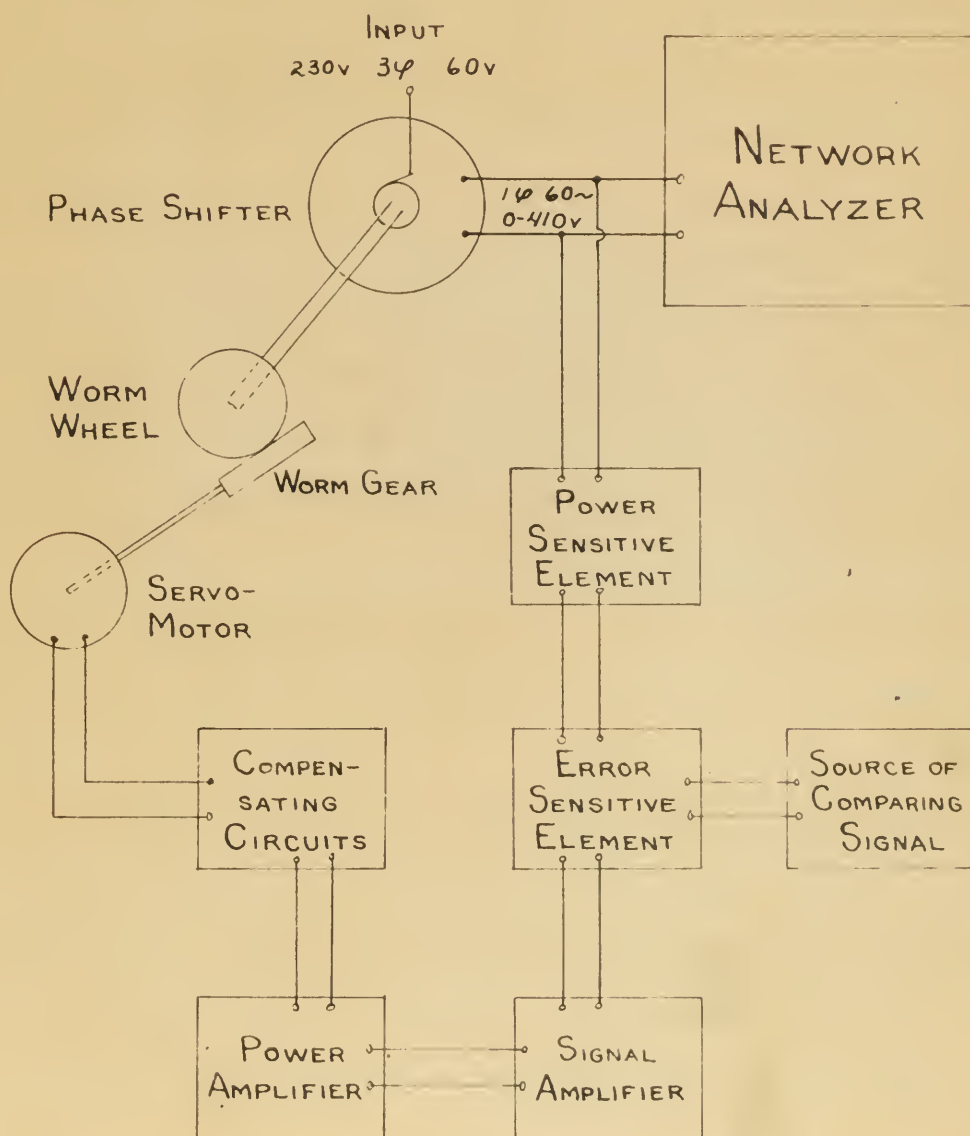 INPUT
230v 3φ 60v
NETWORK
ANALYZER
PHASE SHIFTER
1φ 60~
0-410v
WORM
WHEEL
WORM GEAR
POWER
SENSITIVE
ELEMENT
SERVO-
MOTOR
COMPEN-
SATING
CIRCUITS
ERROR
SENSITIVE
ELEMENT
SOURCE OF
COMPARING
SIGNAL
POWER
AMPLIFIER
SIGNAL
AMPLIFIER